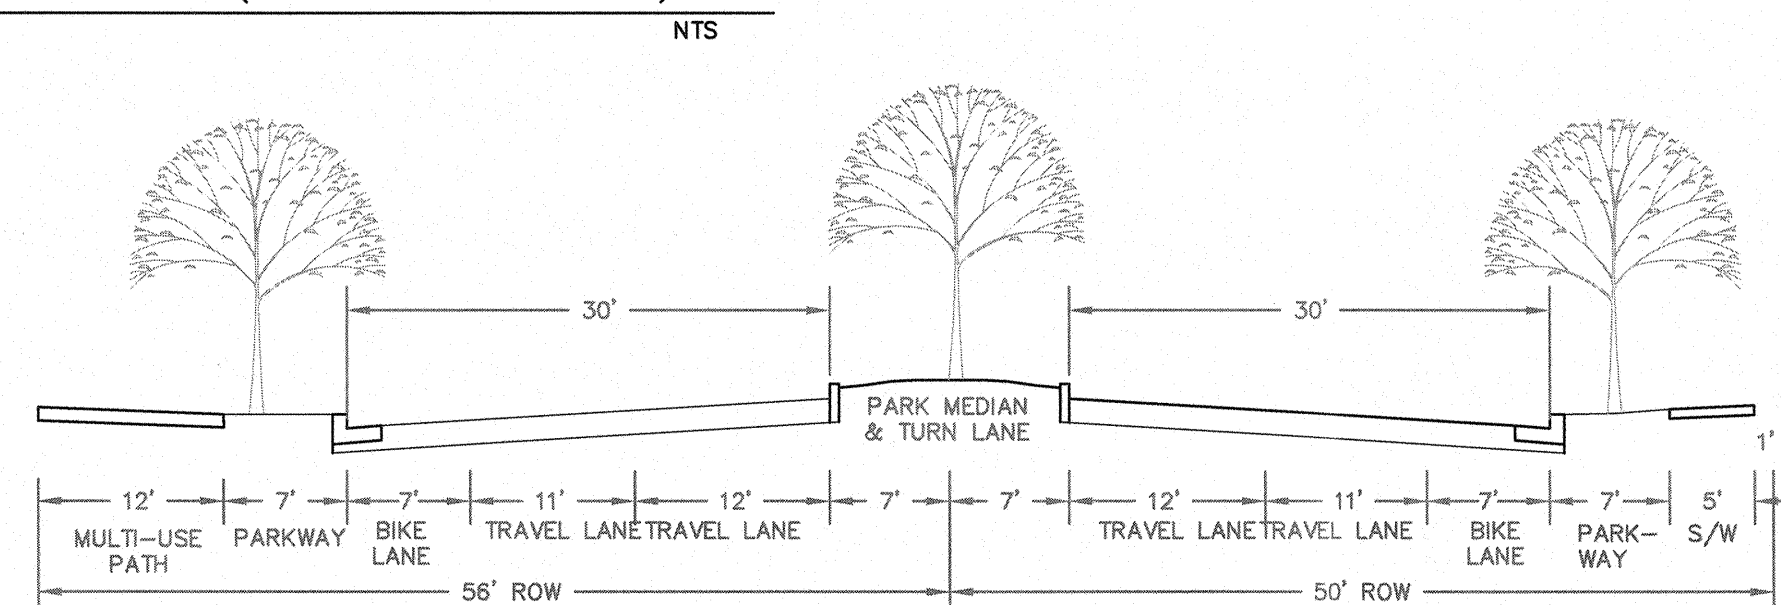 NTS
30' 30'
PARK MEDIAN
& TURN LANE
1'
12' 7' 7' 11' 12' 7' 7' 12' 11' 7' 7' 5'
MULTI-USE
PATH
PARKWAY
BIKE
LANE
TRAVEL LANE
TRAVEL LANE
TRAVEL LANE
TRAVEL LANE
BIKE
LANE
PARK-
WAY
S/W
56' ROW 50' ROW